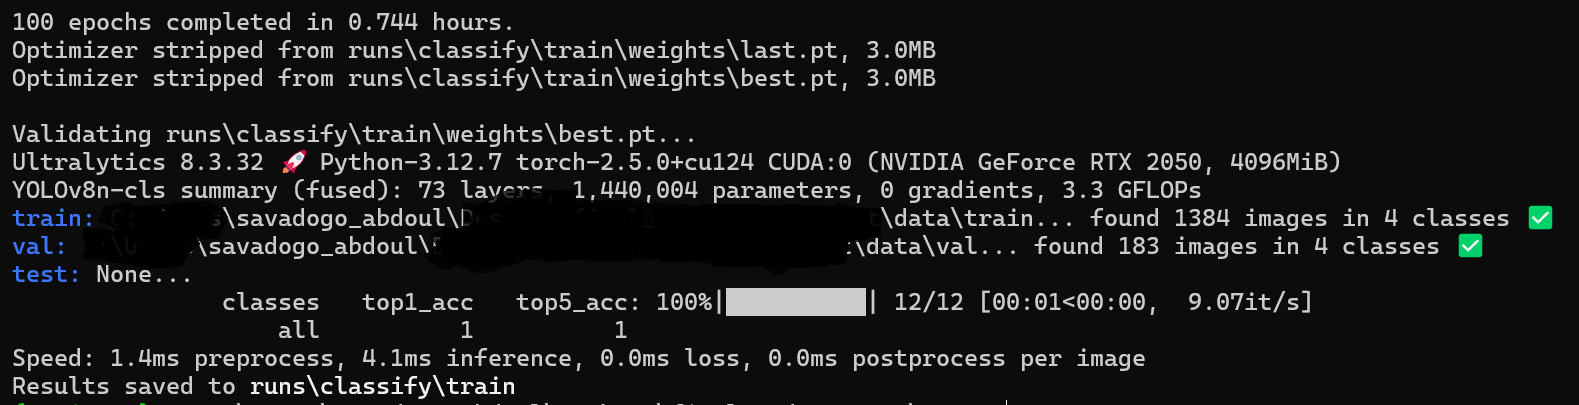 100 epochs completed in 0.744 hours.
Optimizer stripped from runs\classify\train\weights\last.pt, 3.0MB
Optimizer stripped from runs\classify\train\weights\best.pt, 3.0MB
Validating runs\classify\train\weights\best.pt...
Ultralytics 8.3.32 🚀 Python-3.12.7 torch-2.5.0+cu124 CUDA:0 (NVIDIA GeForce RTX 2050, 4096MiB)
YOLOv8n-cls summary (fused): 73 layers, 1,440,004 parameters, 0 gradients, 3.3 GFLOPs
train: \savadogo_abdoul\ \data\train... found 1384 images in 4 classes ✅
val: \savadogo_abdoul\ \data\val... found 183 images in 4 classes ✅
test: None...
classes top1_acc top5_acc: 100%|██████████| 12/12 [00:01<00:00, 9.07it/s]
all 1 1
Speed: 1.4ms preprocess, 4.1ms inference, 0.0ms loss, 0.0ms postprocess per image
Results saved to runs\classify\train